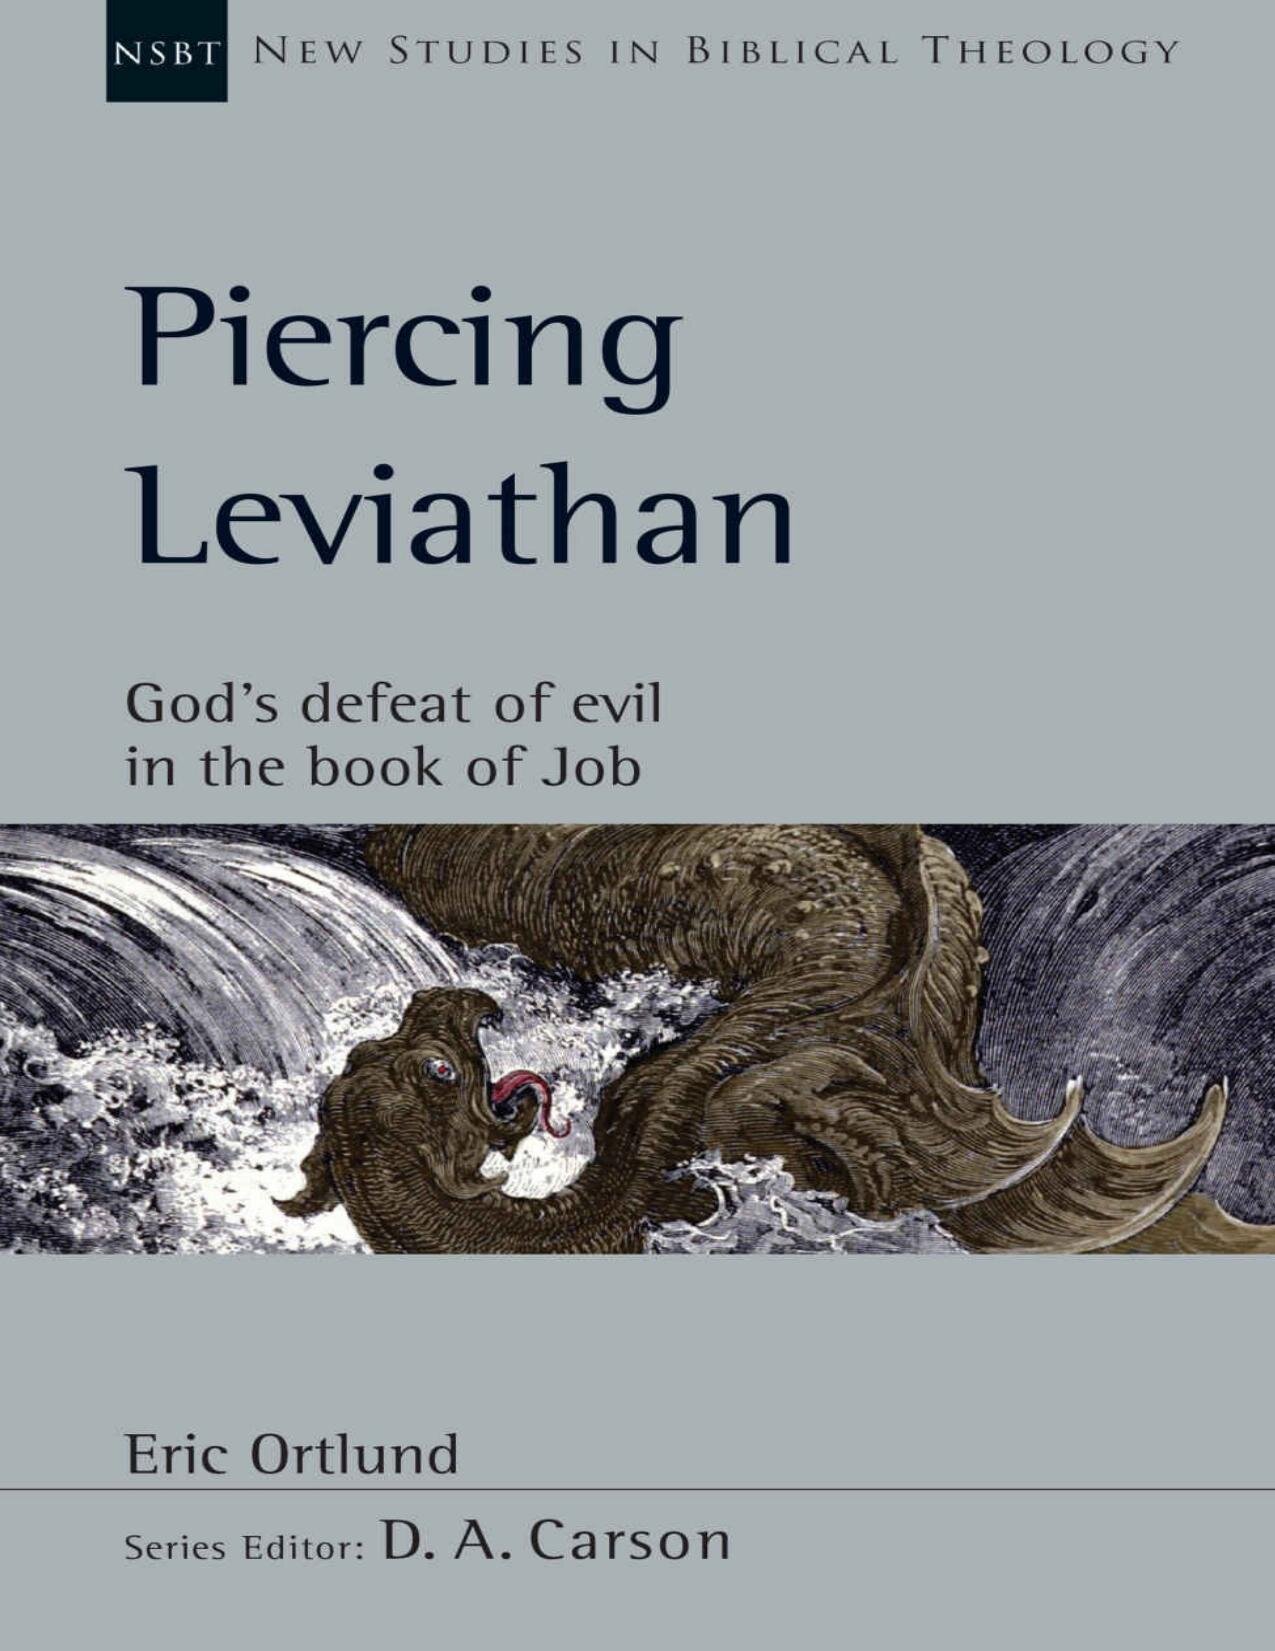 NSBT NEW STUDIES IN BIBLICAL THEOLOGY
Piercing
Leviathan
God's defeat of evil
in the book of Job
Eric Ortlund
Series Editor: D. A. Carson